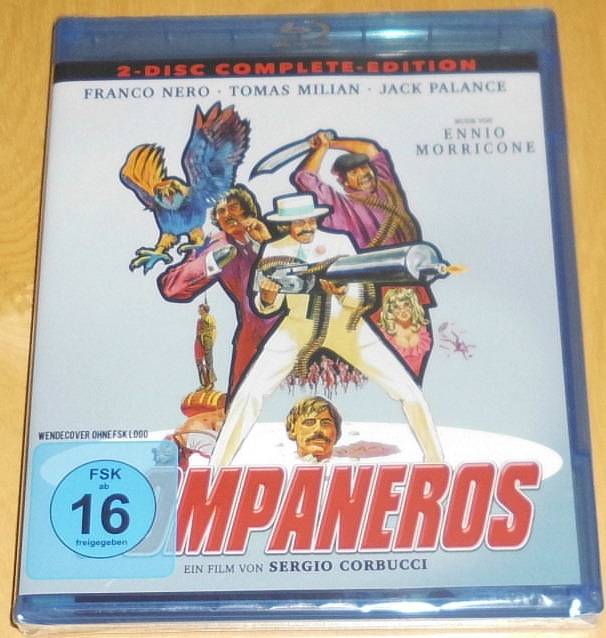 2-DISC COMPLETE-EDITION
FRANCO NERO · TOMAS MILIAN · JACK PALANCE
MUSIK VON
ENNIO
MORRICONE
WENDECOVER OHNE FSK LOGO
FSK
ab
16
freigegeben
OMPANEROS
EIN FILM VON SERGIO CORBUCCI